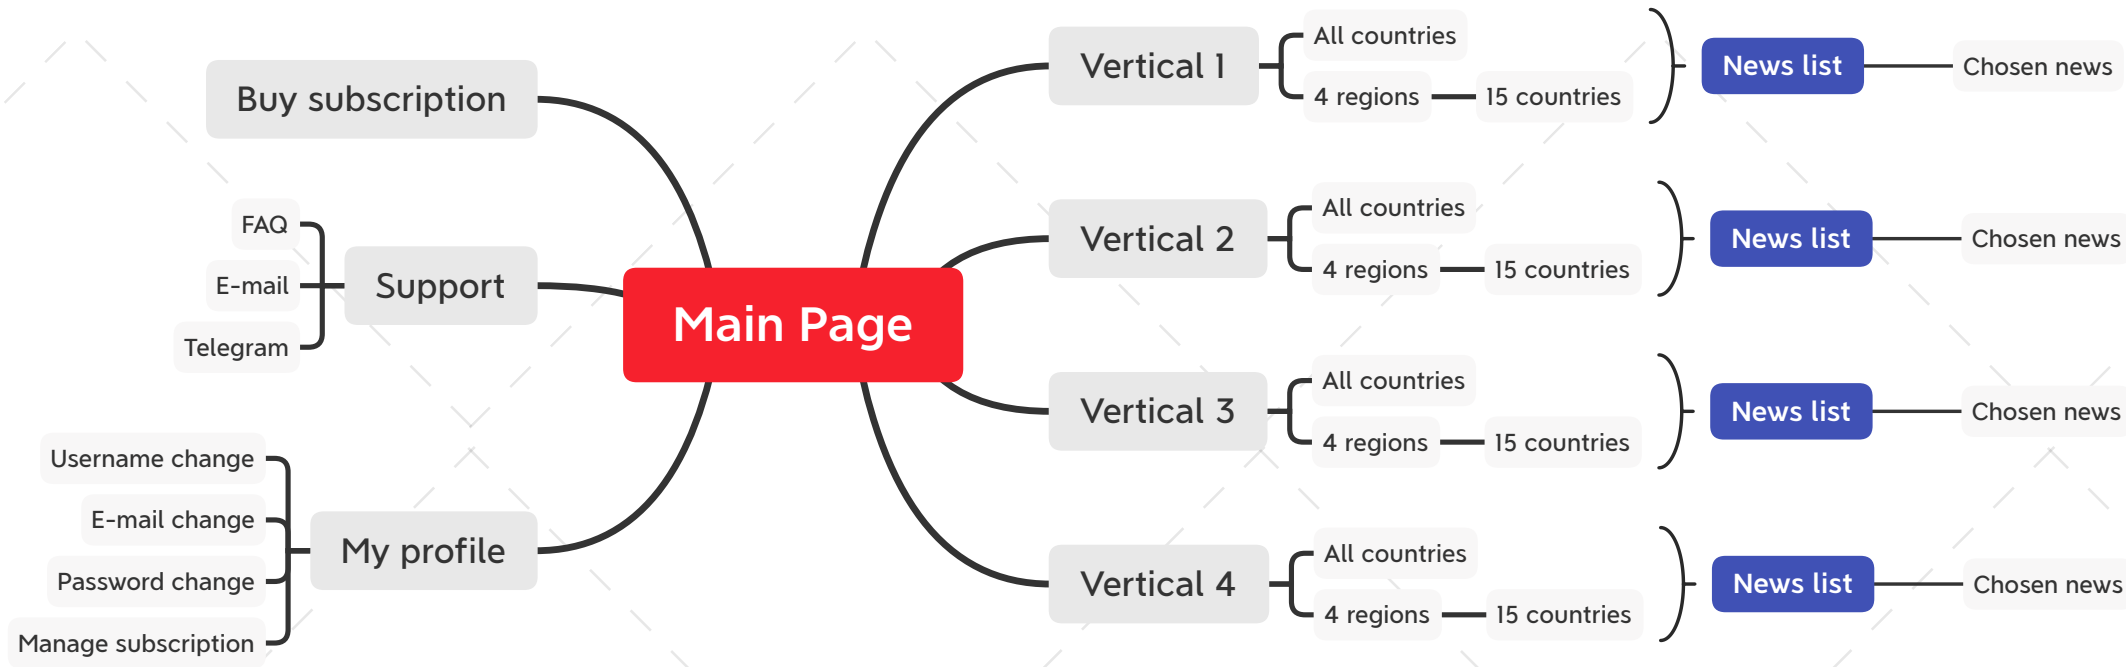 Main Page
Buy subscription
Support
FAQ
E-mail
Telegram
My profile
Username change
E-mail change
Password change
Manage subscription
Vertical 1
All countries
4 regions
15 countries
News list
Chosen news
Vertical 2
All countries
4 regions
15 countries
News list
Chosen news
Vertical 3
All countries
4 regions
15 countries
News list
Chosen news
Vertical 4
All countries
4 regions
15 countries
News list
Chosen news